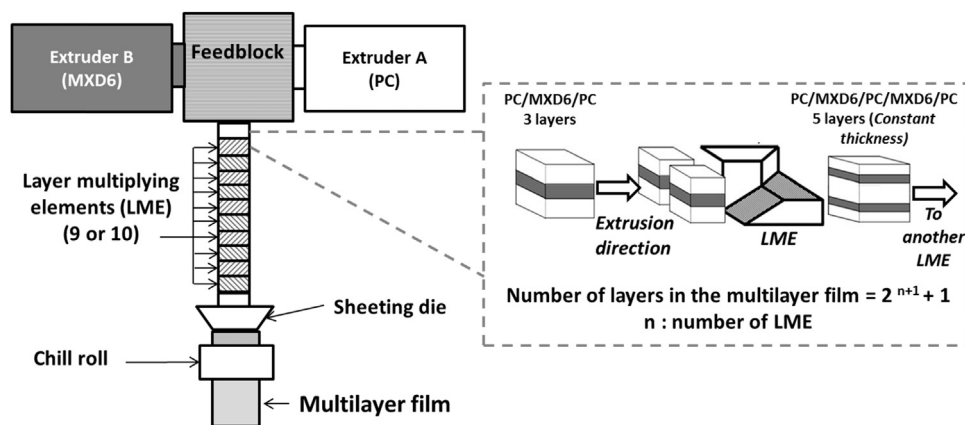 Extruder B
(MXD6)
Feedblock
Extruder A
(PC)
Layer multiplying
elements (LME)
(9 or 10)
Sheeting die
Chill roll
Multilayer film
PC/MXD6/PC
3 layers
PC/MXD6/PC/MXD6/PC
5 layers (Constant
thickness)
Extrusion
direction
LME
To
another
LME
Number of layers in the multilayer film = 2 ⁿ⁺¹ + 1
n : number of LME